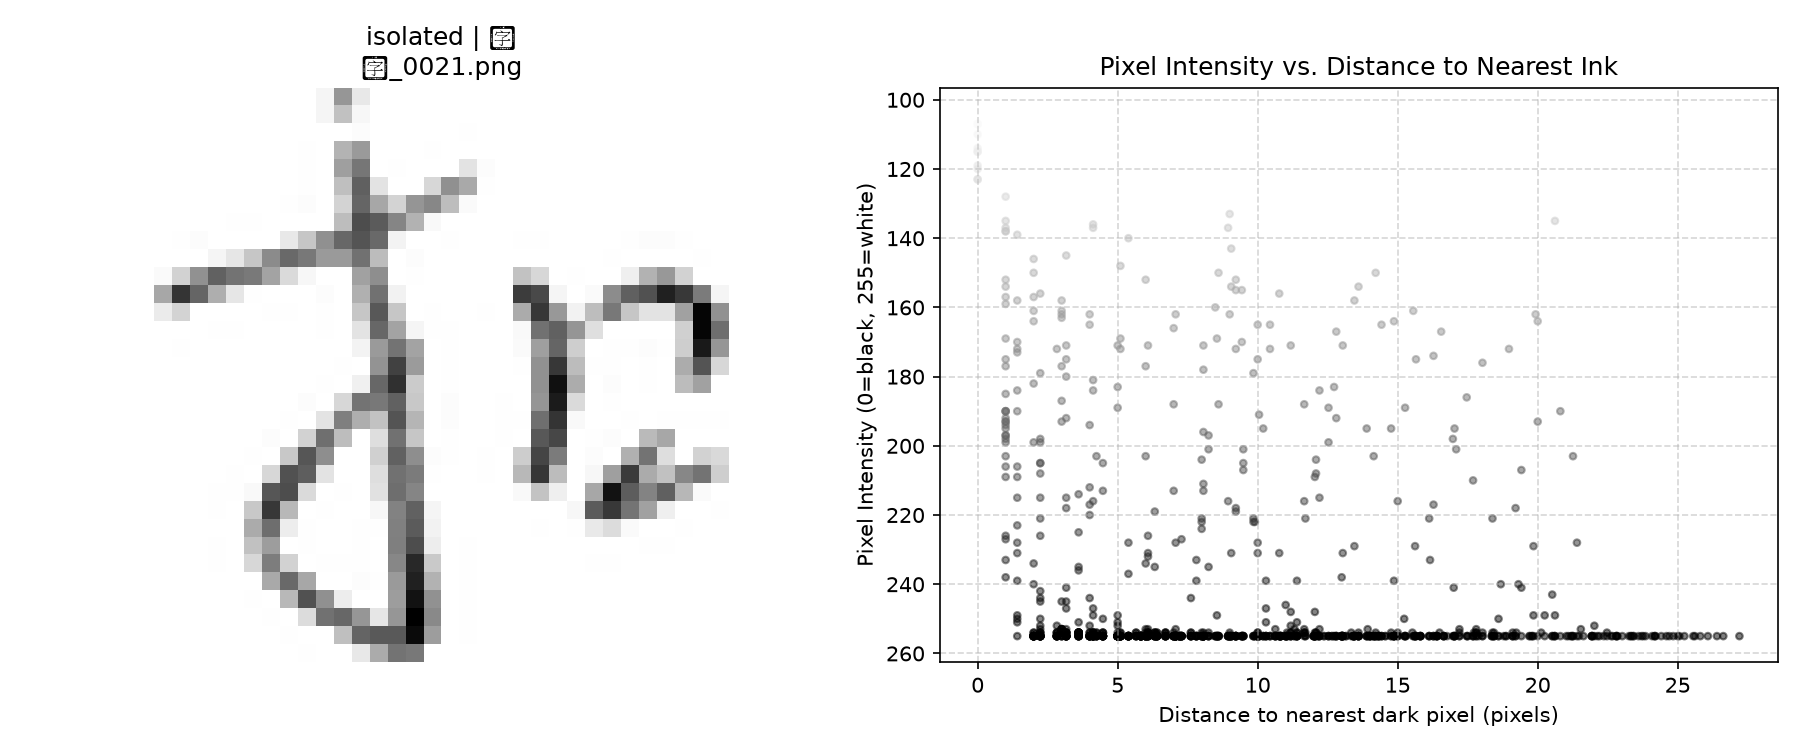 isolated |
_0021.png
Pixel Intensity vs. Distance to Nearest Ink
100
120
140
160
180
200
220
240
260
Pixel Intensity (0=black, 255=white)
0 5 10 15 20 25
Distance to nearest dark pixel (pixels)